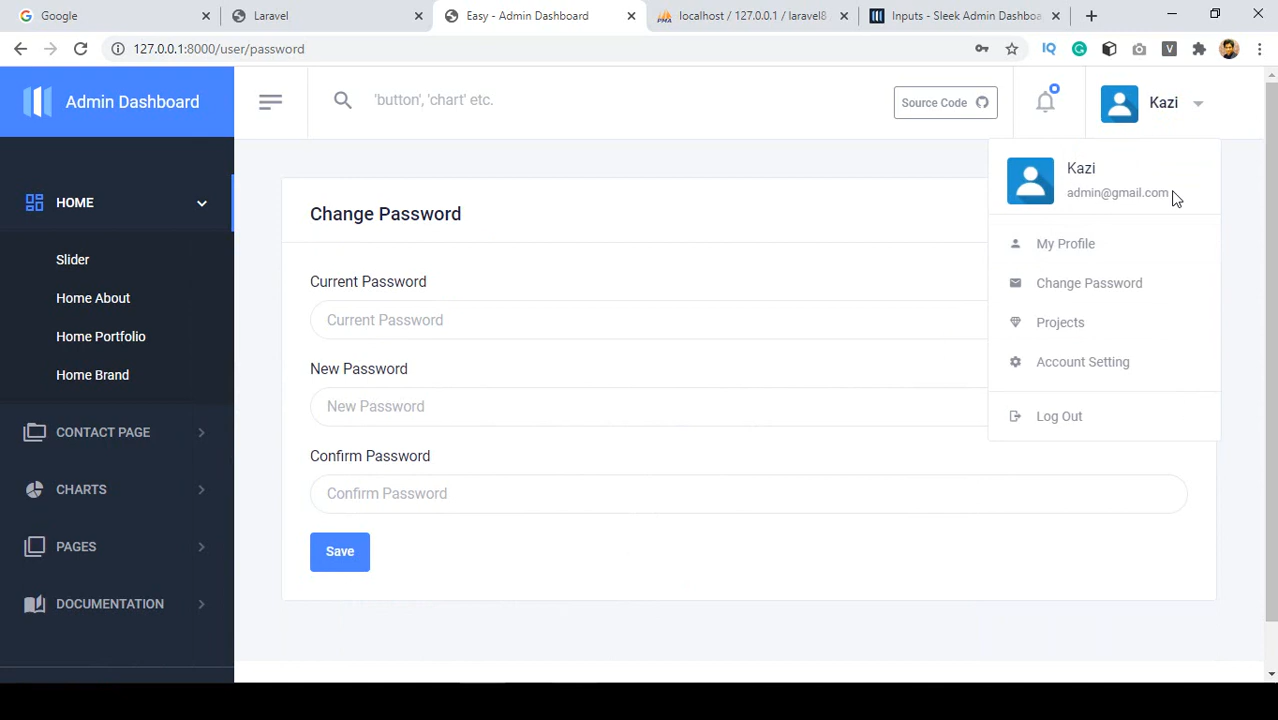 Google
Laravel
Easy - Admin Dashboard
localhost / 127.0.0.1 / laravel8
Inputs - Sleek Admin Dashboa
127.0.0.1:8000/user/password
IQ
V
Admin Dashboard
'button', 'chart' etc.
Source Code
Kazi
Kazi
admin@gmail.com
My Profile
Change Password
Projects
Account Setting
Log Out
HOME
Slider
Home About
Home Portfolio
Home Brand
CONTACT PAGE
CHARTS
PAGES
DOCUMENTATION
Change Password
Current Password
Current Password
New Password
New Password
Confirm Password
Confirm Password
Save